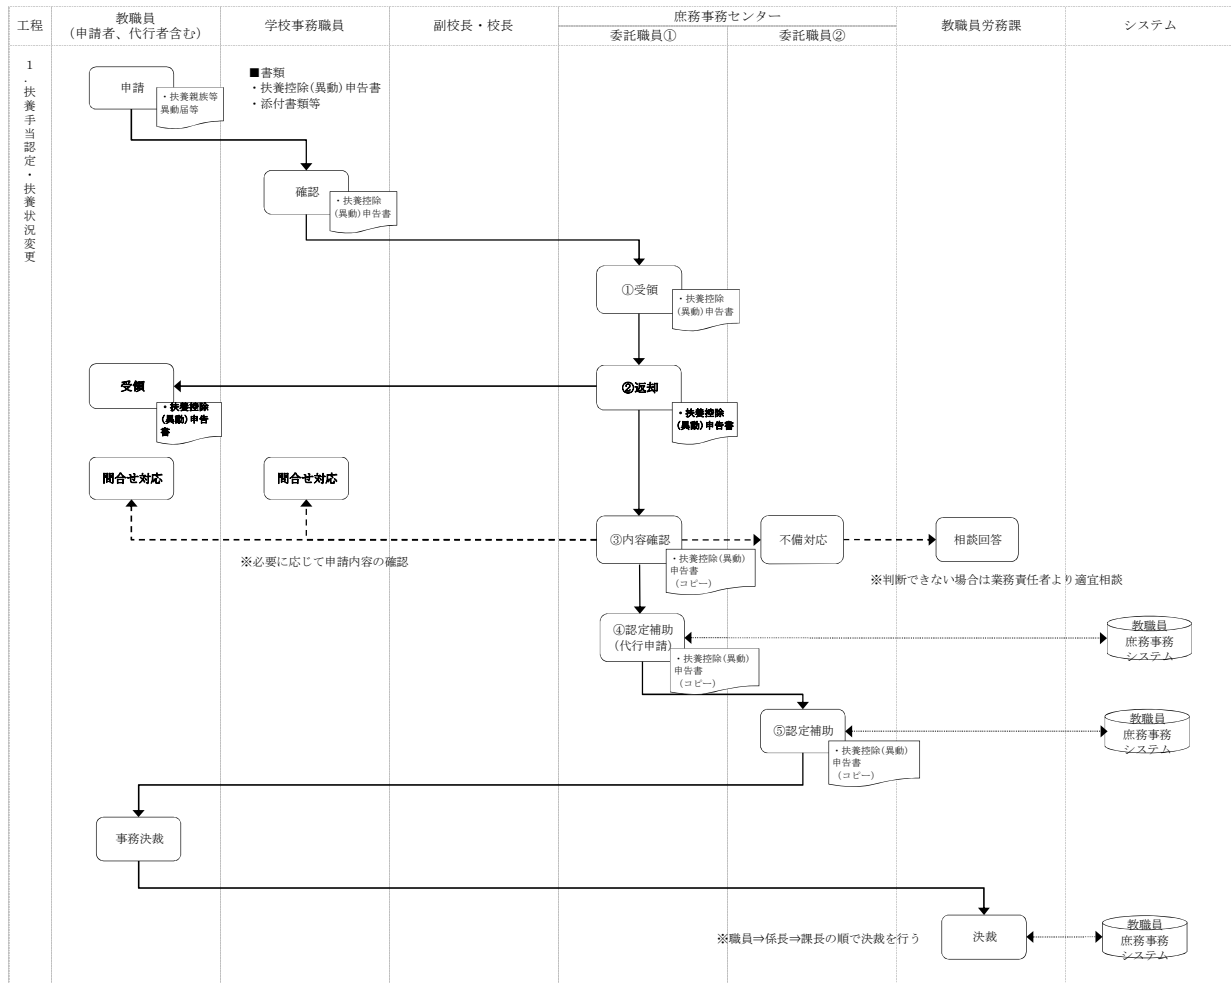 工程
教職員
(申請者、代行者含む)
学校事務職員
副校長・校長
庶務事務センター
委託職員①
委託職員②
教職員労務課
システム
1.扶養手当認定・扶養状況変更
申請
・扶養親族等
異動届等
■書類
・扶養控除(異動)申告書
・添付書類等
確認
・扶養控除
(異動)申告書
①受領
・扶養控除
(異動)申告書
受領
・扶養控除
(異動)申告
書
②返却
・扶養控除
(異動)申告書
問合せ対応
問合せ対応
③内容確認
・扶養控除(異動)
申告書
(コピー)
不備対応
相談回答
※必要に応じて申請内容の確認
※判断できない場合は業務責任者より適宜相談
④認定補助
(代行申請)
・扶養控除(異動)
申告書
(コピー)
教職員
庶務事務
システム
⑤認定補助
・扶養控除(異動)
申告書
(コピー)
教職員
庶務事務
システム
事務決裁
※職員⇒係長⇒課長の順で決裁を行う
決裁
教職員
庶務事務
システム